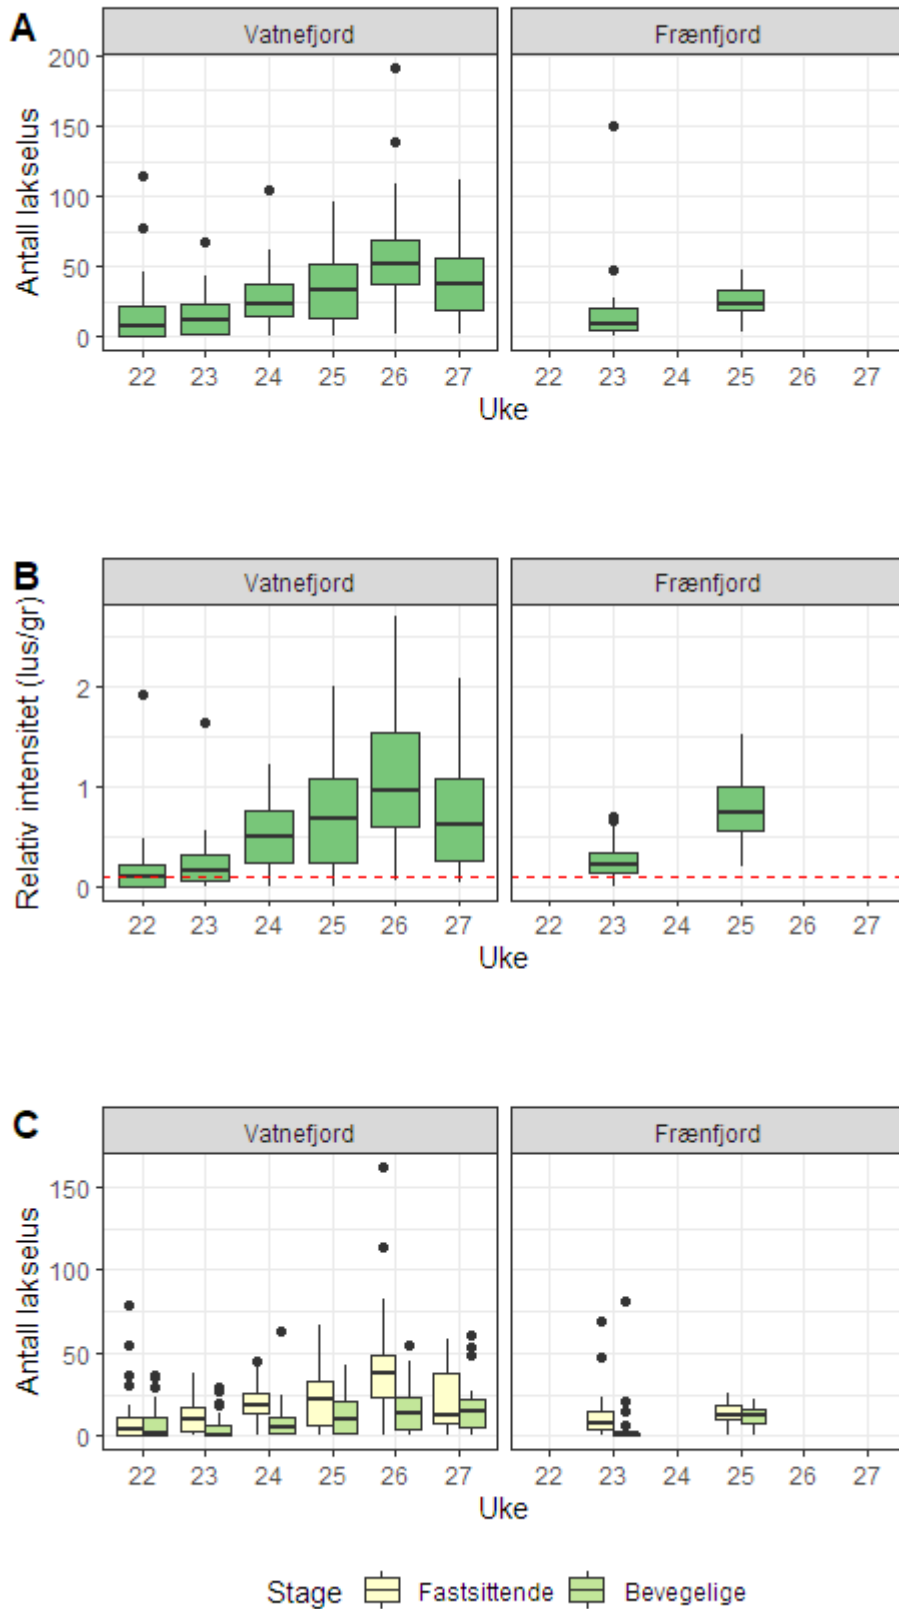 A
Vatnefjord
Frænfjord
Antall lakselus
200
150
100
50
0
22 23 24 25 26 27
22 23 24 25 26 27
Uke
B
Vatnefjord
Frænfjord
Relativ intensitet (lus/gr)
2
1
0
22 23 24 25 26 27
22 23 24 25 26 27
Uke
C
Vatnefjord
Frænfjord
Antall lakselus
150
100
50
0
22 23 24 25 26 27
22 23 24 25 26 27
Uke
Stage Fastsittende Bevegelige